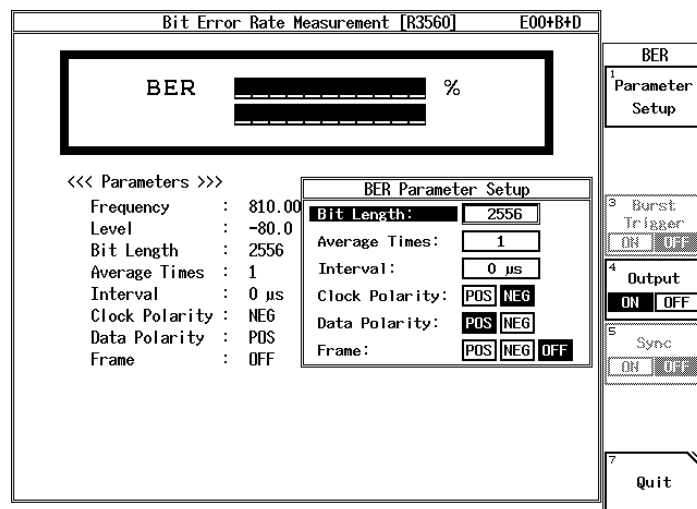 Bit Error Rate Measurement [R3560] E00+B+D
BER %
<<< Parameters >>>
Frequency : 810.00
Level : -80.0
Bit Length : 2556
Average Times : 1
Interval : 0 µs
Clock Polarity : NEG
Data Polarity : POS
Frame : OFF
BER Parameter Setup
Bit Length: 2556
Average Times: 1
Interval: 0 µs
Clock Polarity: POS NEG
Data Polarity: POS NEG
Frame: POS NEG OFF
BER
1
Parameter
Setup
3 Burst
Trigger
ON OFF
4
Output
ON OFF
5
Sync
ON OFF
7
Quit